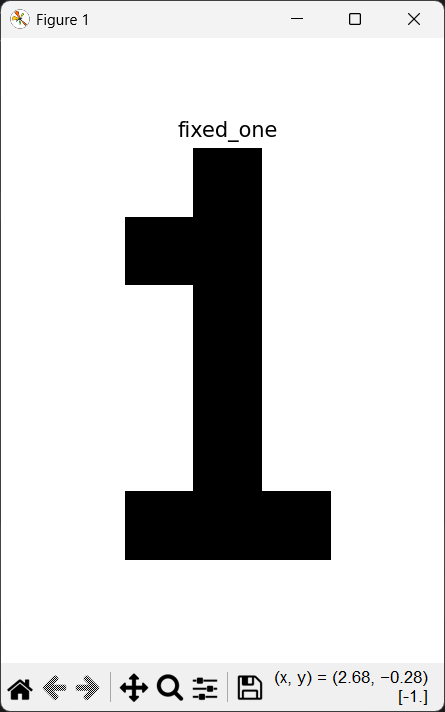 Figure 1
fixed_one
(x, y) = (2.68, −0.28)
[-1.]